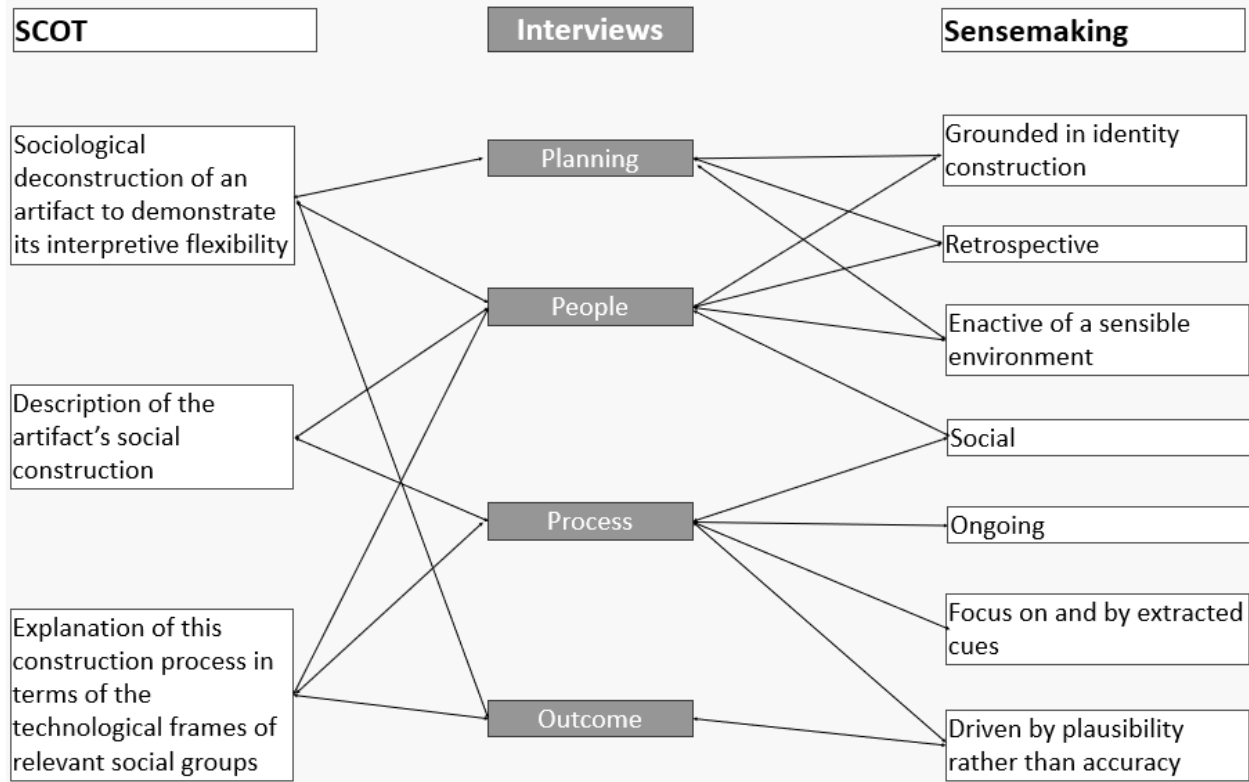 SCOT
Interviews
Sensemaking
Sociological
deconstruction of an
artifact to demonstrate
its interpretive flexibility
Description of the
artifact’s social
construction
Explanation of this
construction process in
terms of the
technological frames of
relevant social groups
Planning
People
Process
Outcome
Grounded in identity
construction
Retrospective
Enactive of a sensible
environment
Social
Ongoing
Focus on and by extracted
cues
Driven by plausibility
rather than accuracy